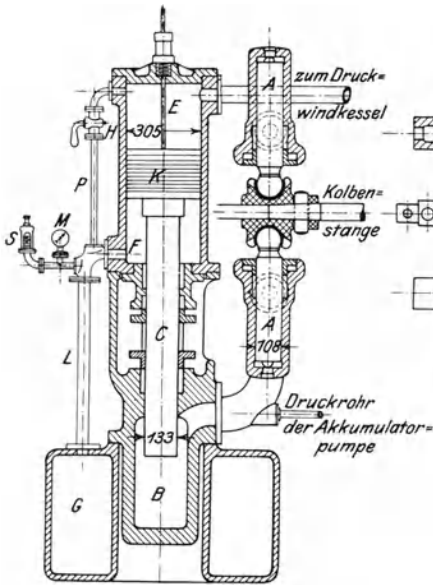 E
A
zum Druck=
windkessel
H
305
K
P
Kolben=
stange
S
M
F
C
A
108
L
Druckrohr
der Akkumulator=
pumpe
133
B
G